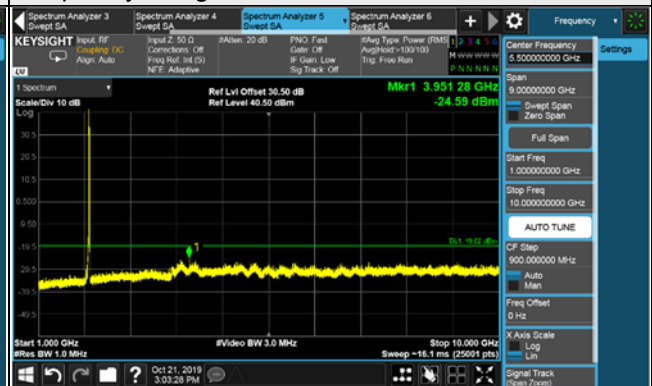 Spectrum Analyzer 3
Swept SA
Spectrum Analyzer 4
Swept SA
Spectrum Analyzer 5
Swept SA
Spectrum Analyzer 6
Swept SA
Frequency
KEYSIGHT
Input: RF
Coupling: DC
Align: Auto
Input Z: 50 Ω
Corrections: Off
Freq Ref: Int (S)
NFE: Adaptive
#Atten: 20 dB
PNO: Fast
Gate: Off
IF Gain: Low
Sig Track: Off
#Avg Type: Power (RMS)
Avg|Hold:>100/100
Trig: Free Run
1 2 3 4 5 6
M W W W W W
P N N N N N
LXI
1 Spectrum
Scale/Div 10 dB
Log
Ref Lvl Offset 30.50 dB
Ref Level 40.50 dBm
Mkr1 3.951 28 GHz
-24.59 dBm
30.5
20.5
10.5
0.500
-9.50
-19.5
-29.5
-39.5
-49.5
1
DL1 -19.02 dBm
Start 1.000 GHz
#Res BW 1.0 MHz
#Video BW 3.0 MHz
Stop 10.000 GHz
Sweep ~16.1 ms (25001 pts)
Oct 21, 2019
3:03:28 PM
Center Frequency
5.500000000 GHz
Settings
Span
9.00000000 GHz
Swept Span
Zero Span
Full Span
Start Freq
1.000000000 GHz
Stop Freq
10.000000000 GHz
AUTO TUNE
CF Step
900.000000 MHz
Auto
Man
Freq Offset
0 Hz
X Axis Scale
Log
Lin
Signal Track
(Span Zoom)